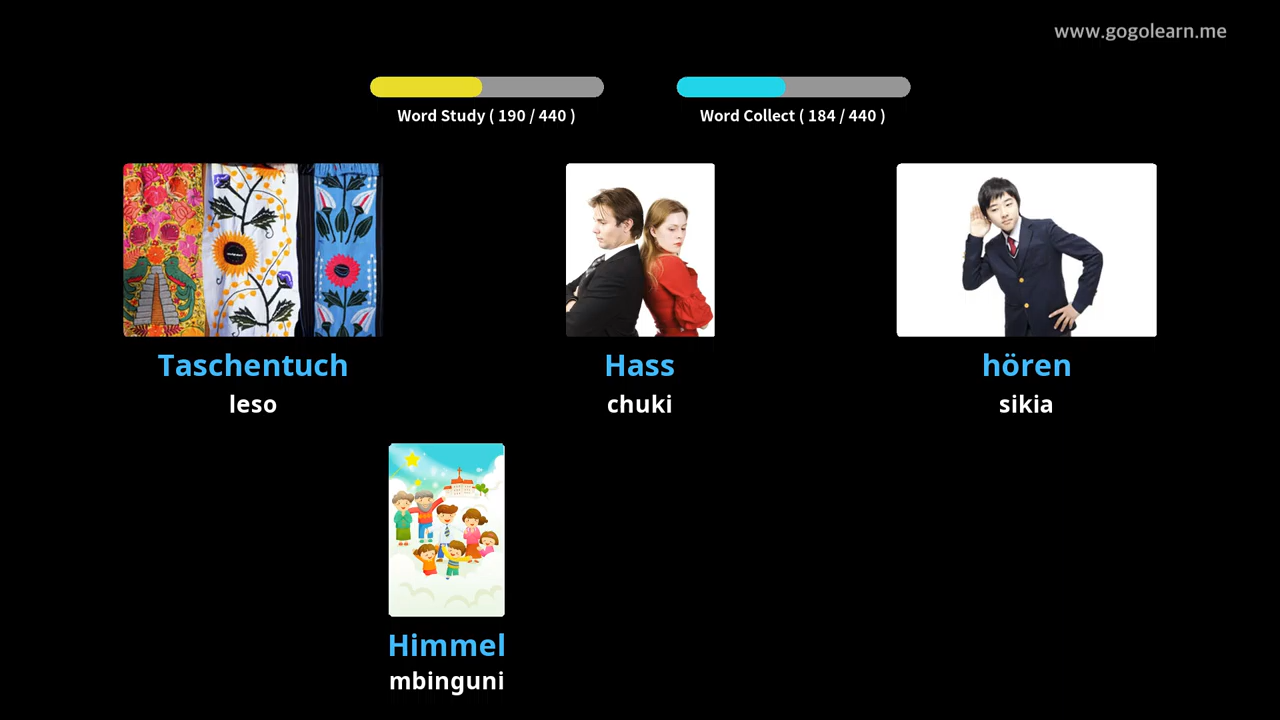 www.gogolearn.me
Word Study ( 190 / 440 )
Word Collect ( 184 / 440 )
Taschentuch
leso
Hass
chuki
hören
sikia
Himmel
mbinguni